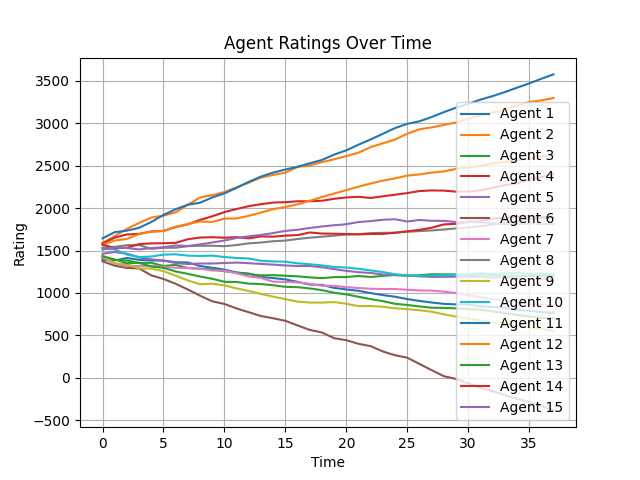 Agent Ratings Over Time
Rating
3500
3000
2500
2000
1500
1000
500
0
−500
0 5 10 15 20 25 30 35
Time
Agent 1
Agent 2
Agent 3
Agent 4
Agent 5
Agent 6
Agent 7
Agent 8
Agent 9
Agent 10
Agent 11
Agent 12
Agent 13
Agent 14
Agent 15